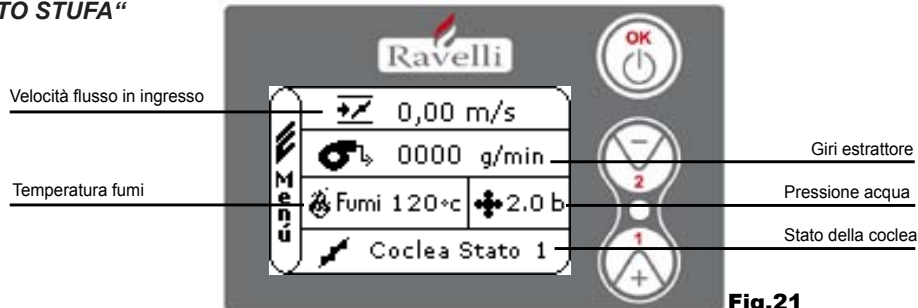 TO STUFA“
Ravelli
OK
Velocità flusso in ingresso
0,00 m/s
0000 g/min
Giri estrattore
Menú
Temperatura fumi
Fumi 120°c
2.0 b
Pressione acqua
Coclea Stato 1
Stato della coclea
2
1
Fig.21